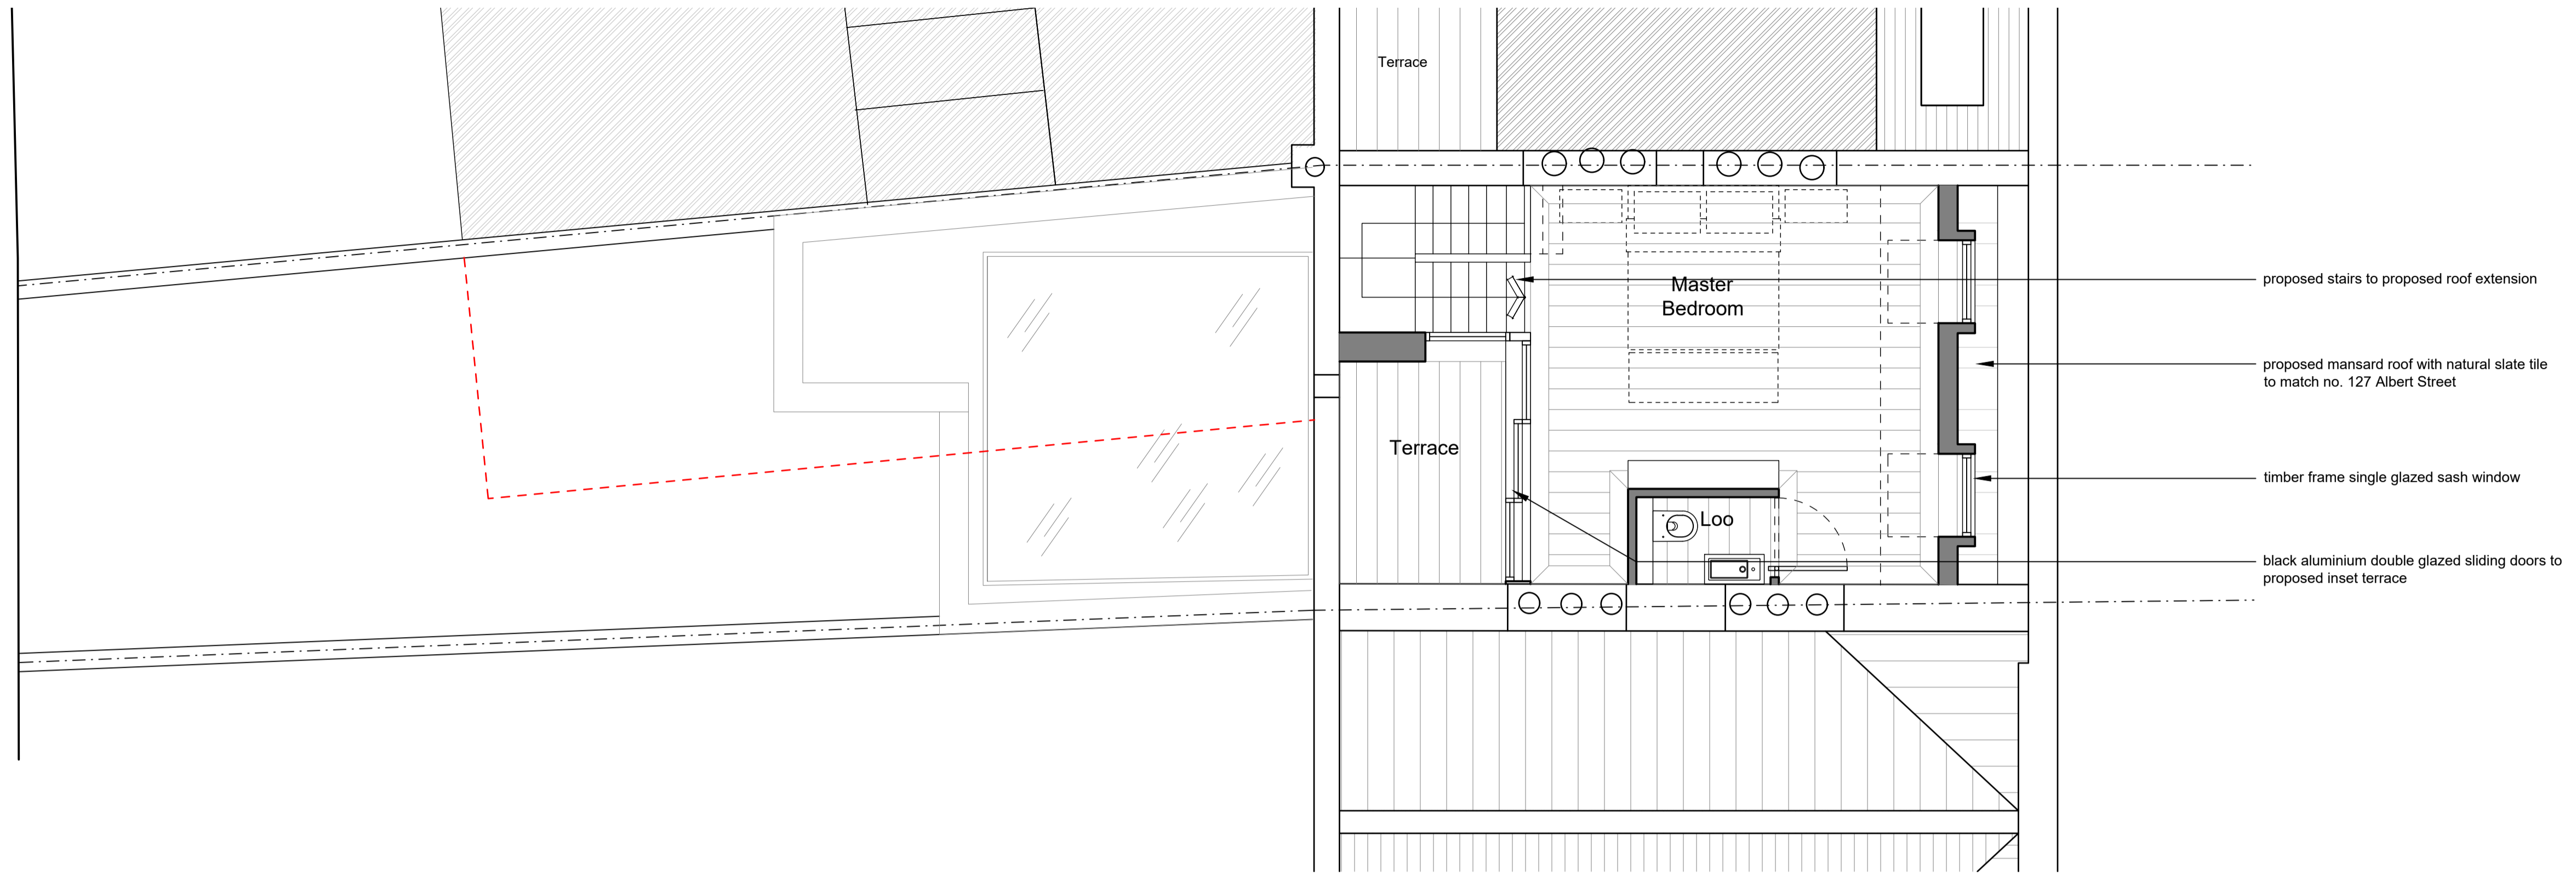 Terrace
proposed stairs to proposed roof extension
Master
Bedroom
proposed mansard roof with natural slate tile
to match no. 127 Albert Street
Terrace
timber frame single glazed sash window
Loo
black aluminium double glazed sliding doors to
proposed inset terrace